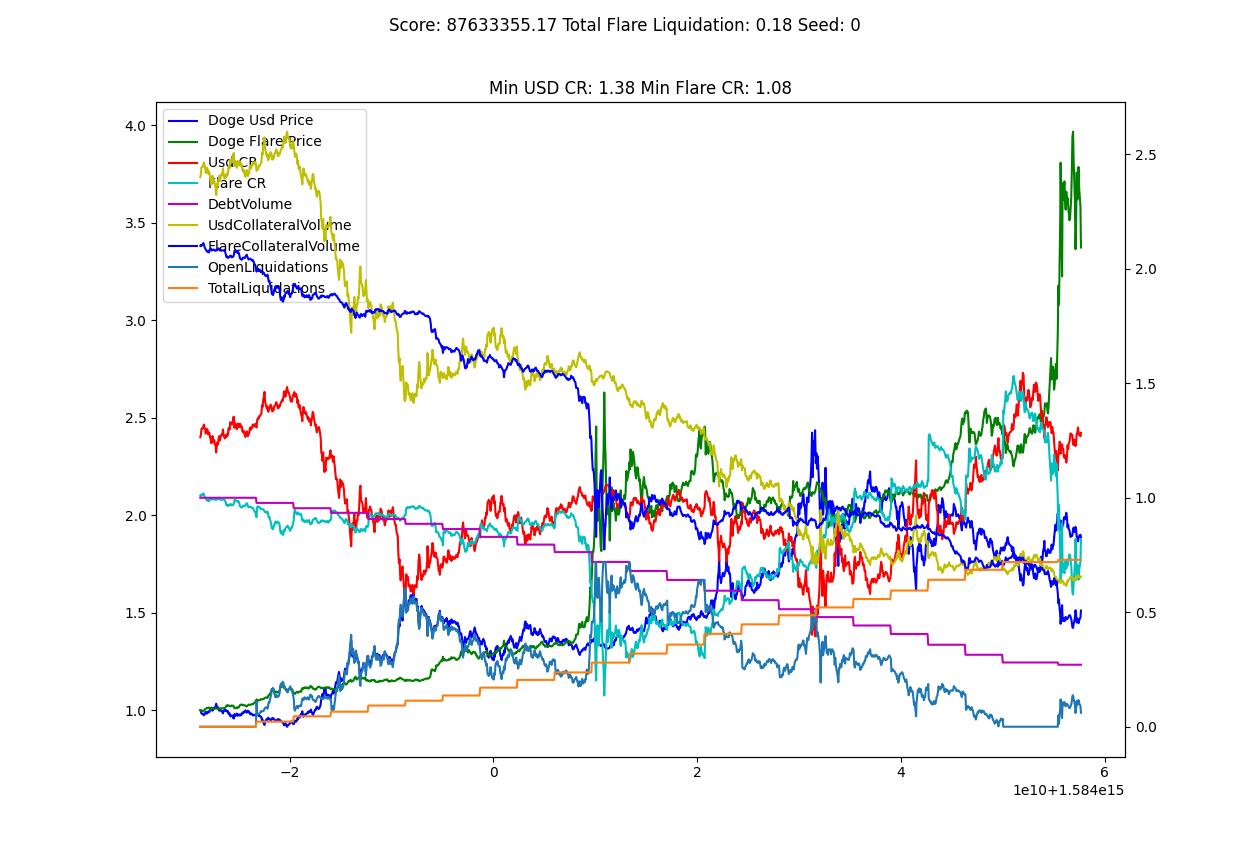 Score: 87633355.17 Total Flare Liquidation: 0.18 Seed: 0
Min USD CR: 1.38 Min Flare CR: 1.08
Doge Usd Price
Doge Flare Price
Usd CR
Flare CR
DebtVolume
UsdCollateralVolume
FlareCollateralVolume
OpenLiquidations
TotalLiquidations
4.0
3.5
3.0
2.5
2.0
1.5
1.0
2.5
2.0
1.5
1.0
0.5
0.0
−2
0
2
4
6
1e10+1.584e15